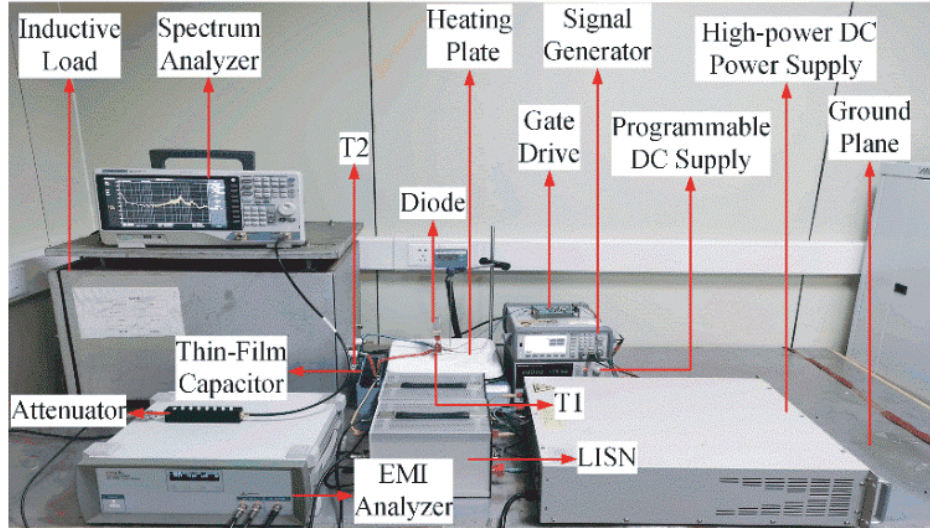 Inductive
Load
Spectrum
Analyzer
Heating
Plate
Signal
Generator
High-power DC
Power Supply
T2
Gate
Drive
Programmable
DC Supply
Ground
Plane
Diode
Thin-Film
Capacitor
Attenuator
T1
EMI
Analyzer
LISN